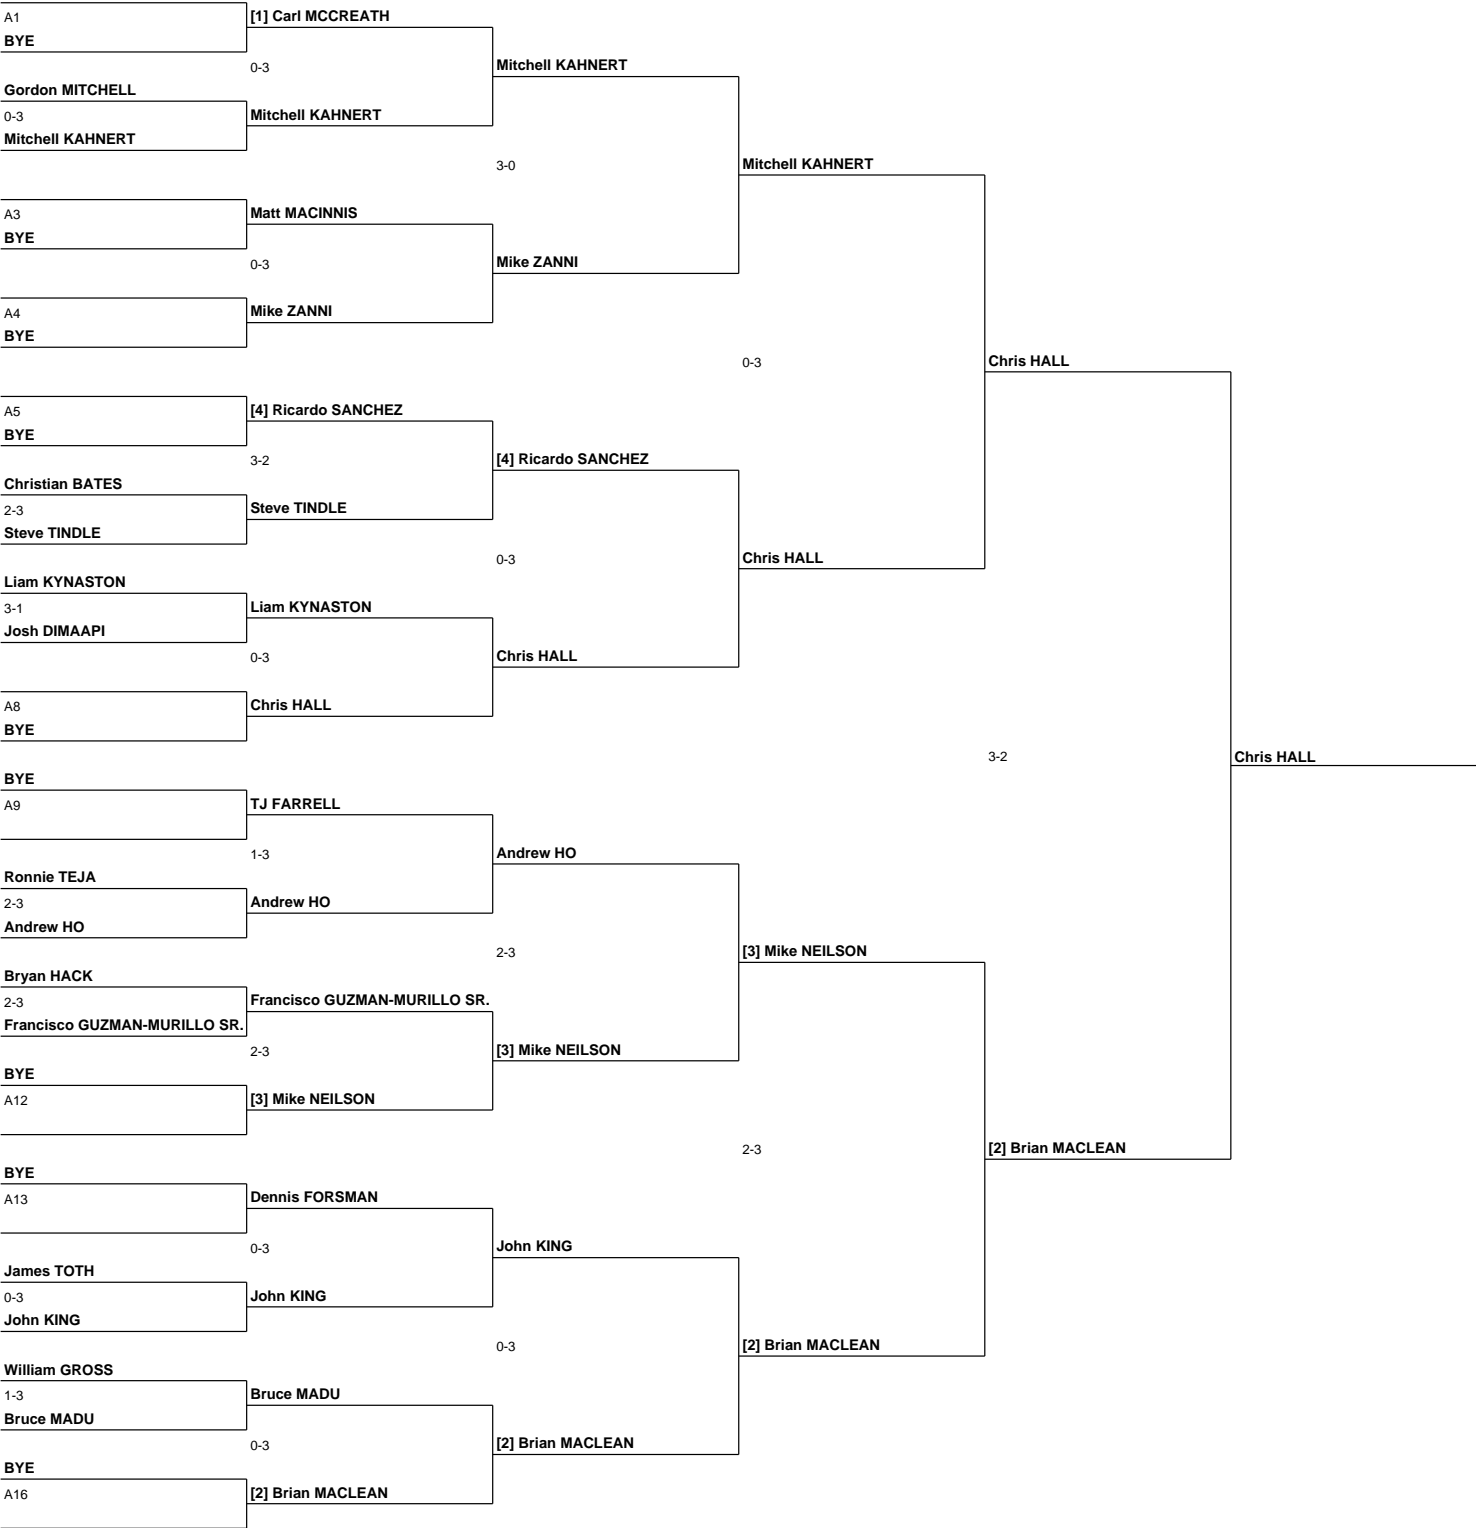 A1
BYE
[1] Carl MCCREATH
0-3
Gordon MITCHELL
0-3
Mitchell KAHNERT
Mitchell KAHNERT
Mitchell KAHNERT
3-0
A3
BYE
Matt MACINNIS
0-3
A4
BYE
Mike ZANNI
Mike ZANNI
Mitchell KAHNERT
0-3
A5
BYE
[4] Ricardo SANCHEZ
3-2
Christian BATES
2-3
Steve TINDLE
Steve TINDLE
[4] Ricardo SANCHEZ
0-3
Liam KYNASTON
3-1
Josh DIMAAPI
Liam KYNASTON
0-3
A8
BYE
Chris HALL
Chris HALL
Chris HALL
Chris HALL
3-2
BYE
A9
TJ FARRELL
1-3
Ronnie TEJA
2-3
Andrew HO
Andrew HO
Andrew HO
2-3
Bryan HACK
2-3
Francisco GUZMAN-MURILLO SR.
Francisco GUZMAN-MURILLO SR.
2-3
BYE
A12
[3] Mike NEILSON
[3] Mike NEILSON
[3] Mike NEILSON
2-3
BYE
A13
Dennis FORSMAN
0-3
James TOTH
0-3
John KING
John KING
John KING
0-3
William GROSS
1-3
Bruce MADU
Bruce MADU
0-3
BYE
A16
[2] Brian MACLEAN
[2] Brian MACLEAN
[2] Brian MACLEAN
[2] Brian MACLEAN
Chris HALL